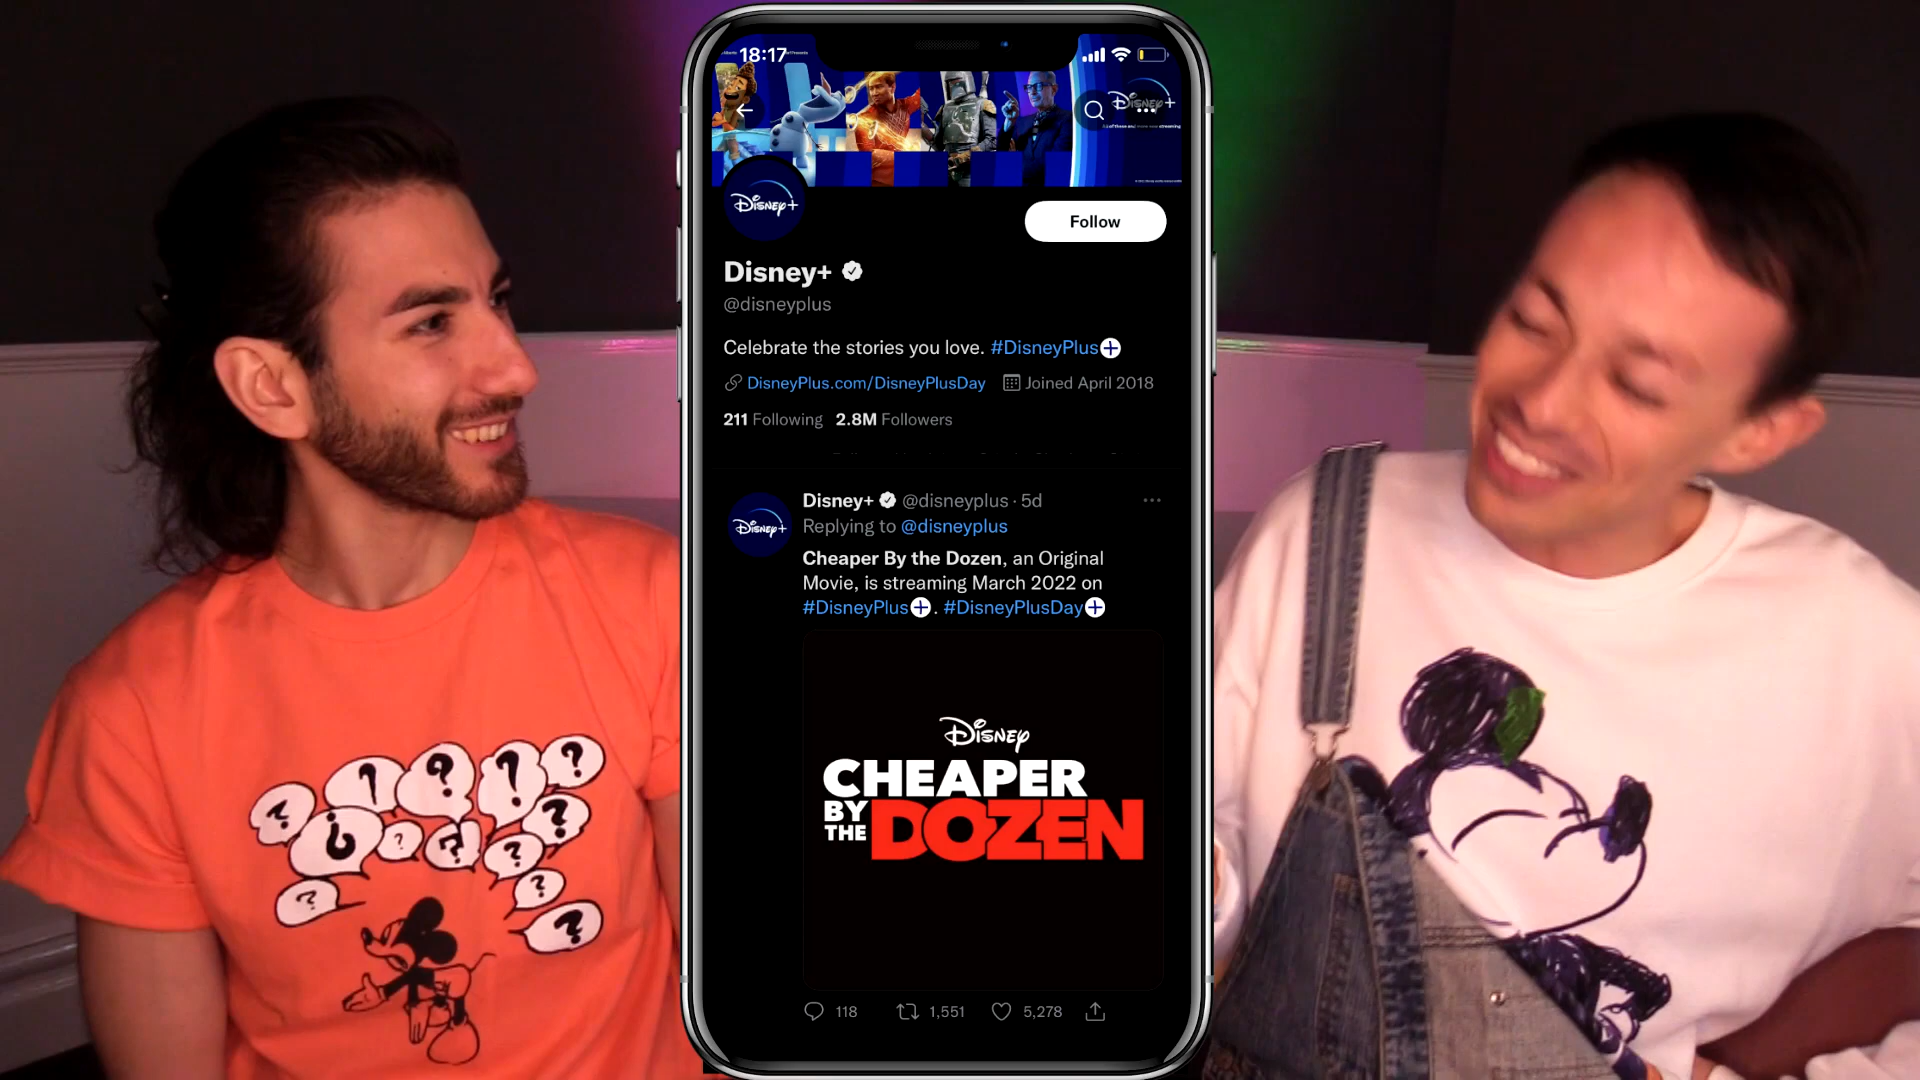 18:17
Disney+
Disney+
Follow
Disney+
@disneyplus
Celebrate the stories you love. #DisneyPlus
DisneyPlus.com/DisneyPlusDay Joined April 2018
211 Following 2.8M Followers
Disney+
Disney+ @disneyplus · 5d
Replying to @disneyplus
Cheaper By the Dozen, an Original
Movie, is streaming March 2022 on
#DisneyPlus. #DisneyPlusDay
Disney
CHEAPER
BY THE DOZEN
118 1,551 5,278
? ? ? ? ? ? ? ? ? ? ? ?